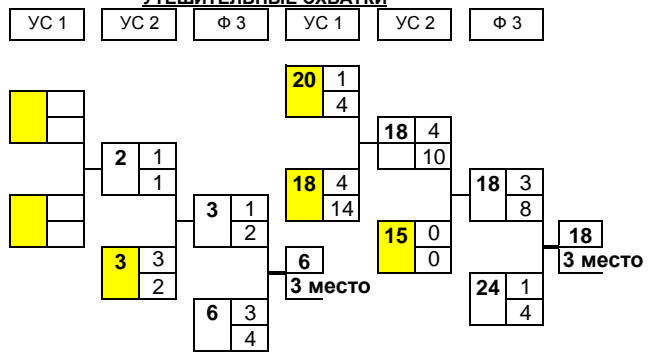 УТЕШИТЕЛЬНЫЕ СХВАТКИ
УС 1 УС 2 Ф 3 УС 1 УС 2 Ф 3
20 1
4
18 4
2 1 10
1
18 4 18 3
3 1 14 8
2 15 0 18
3 3 6 0 3 место
2 3 место 24 1
6 3 4
4